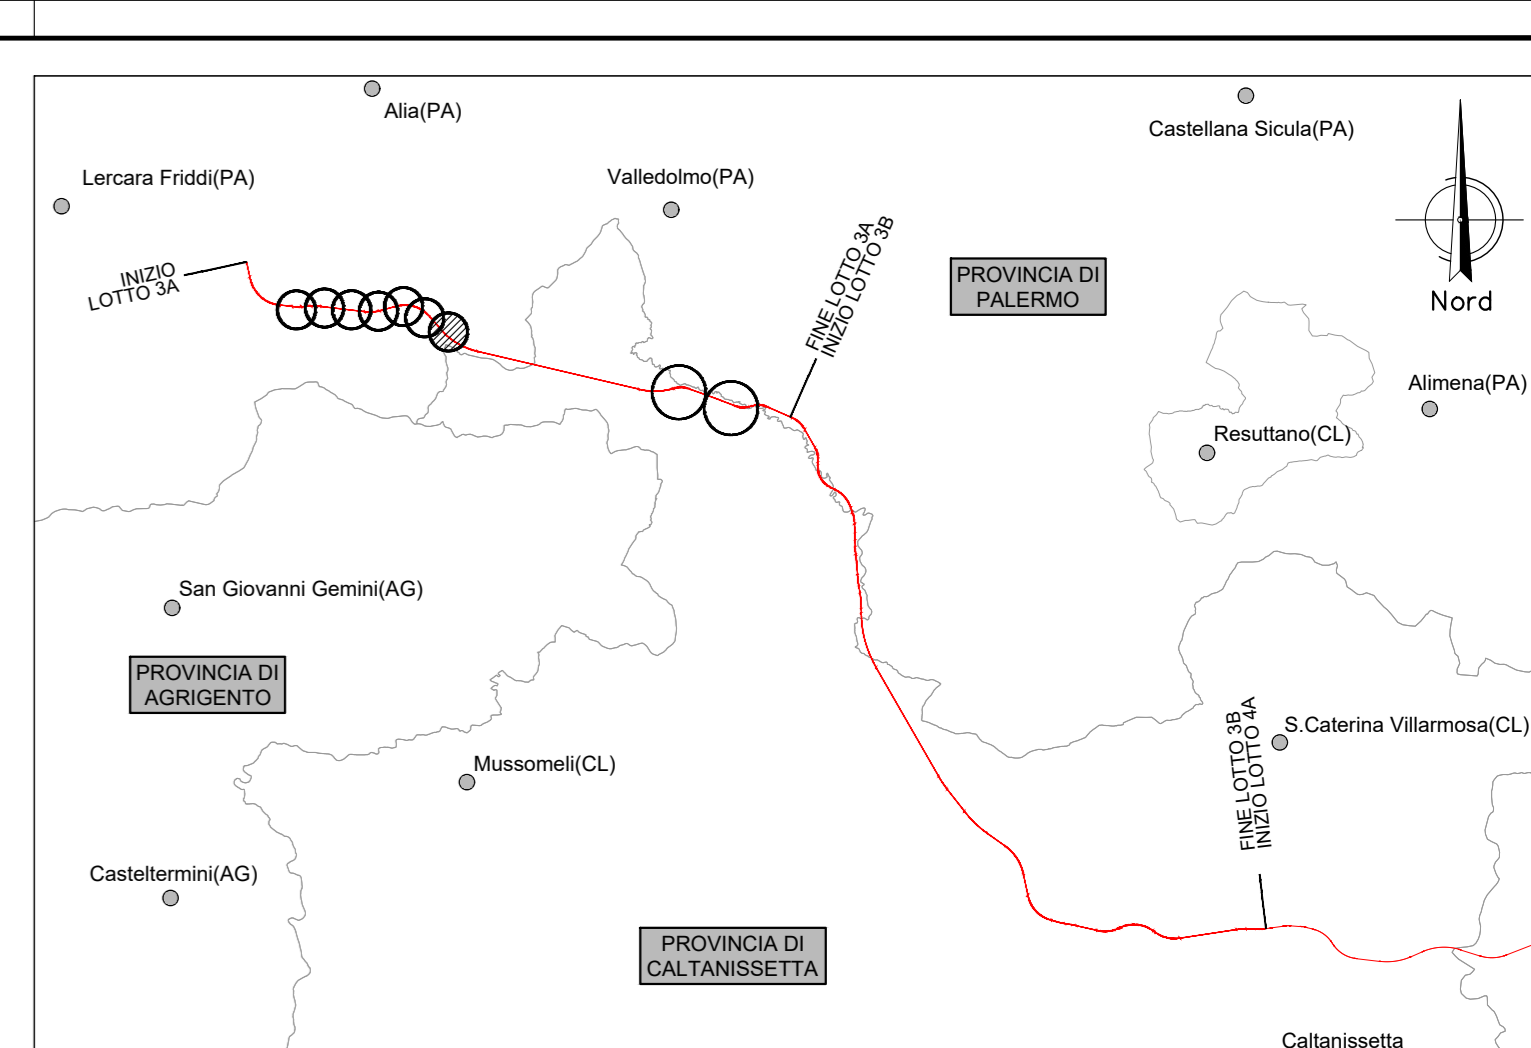 Alia(PA)
Castellana Sicula(PA)
Lercara Friddi(PA)
Valledolmo(PA)
INIZIO
LOTTO 3A
FINE LOTTO 3A
INIZIO LOTTO 3B
PROVINCIA DI
PALERMO
Nord
Alimena(PA)
Resuttano(CL)
San Giovanni Gemini(AG)
PROVINCIA DI
AGRIGENTO
FINE LOTTO 3B
INIZIO LOTTO 4A
S.Caterina Villarmosa(CL)
Mussomeli(CL)
Casteltermini(AG)
PROVINCIA DI
CALTANISSETTA
Caltanissetta